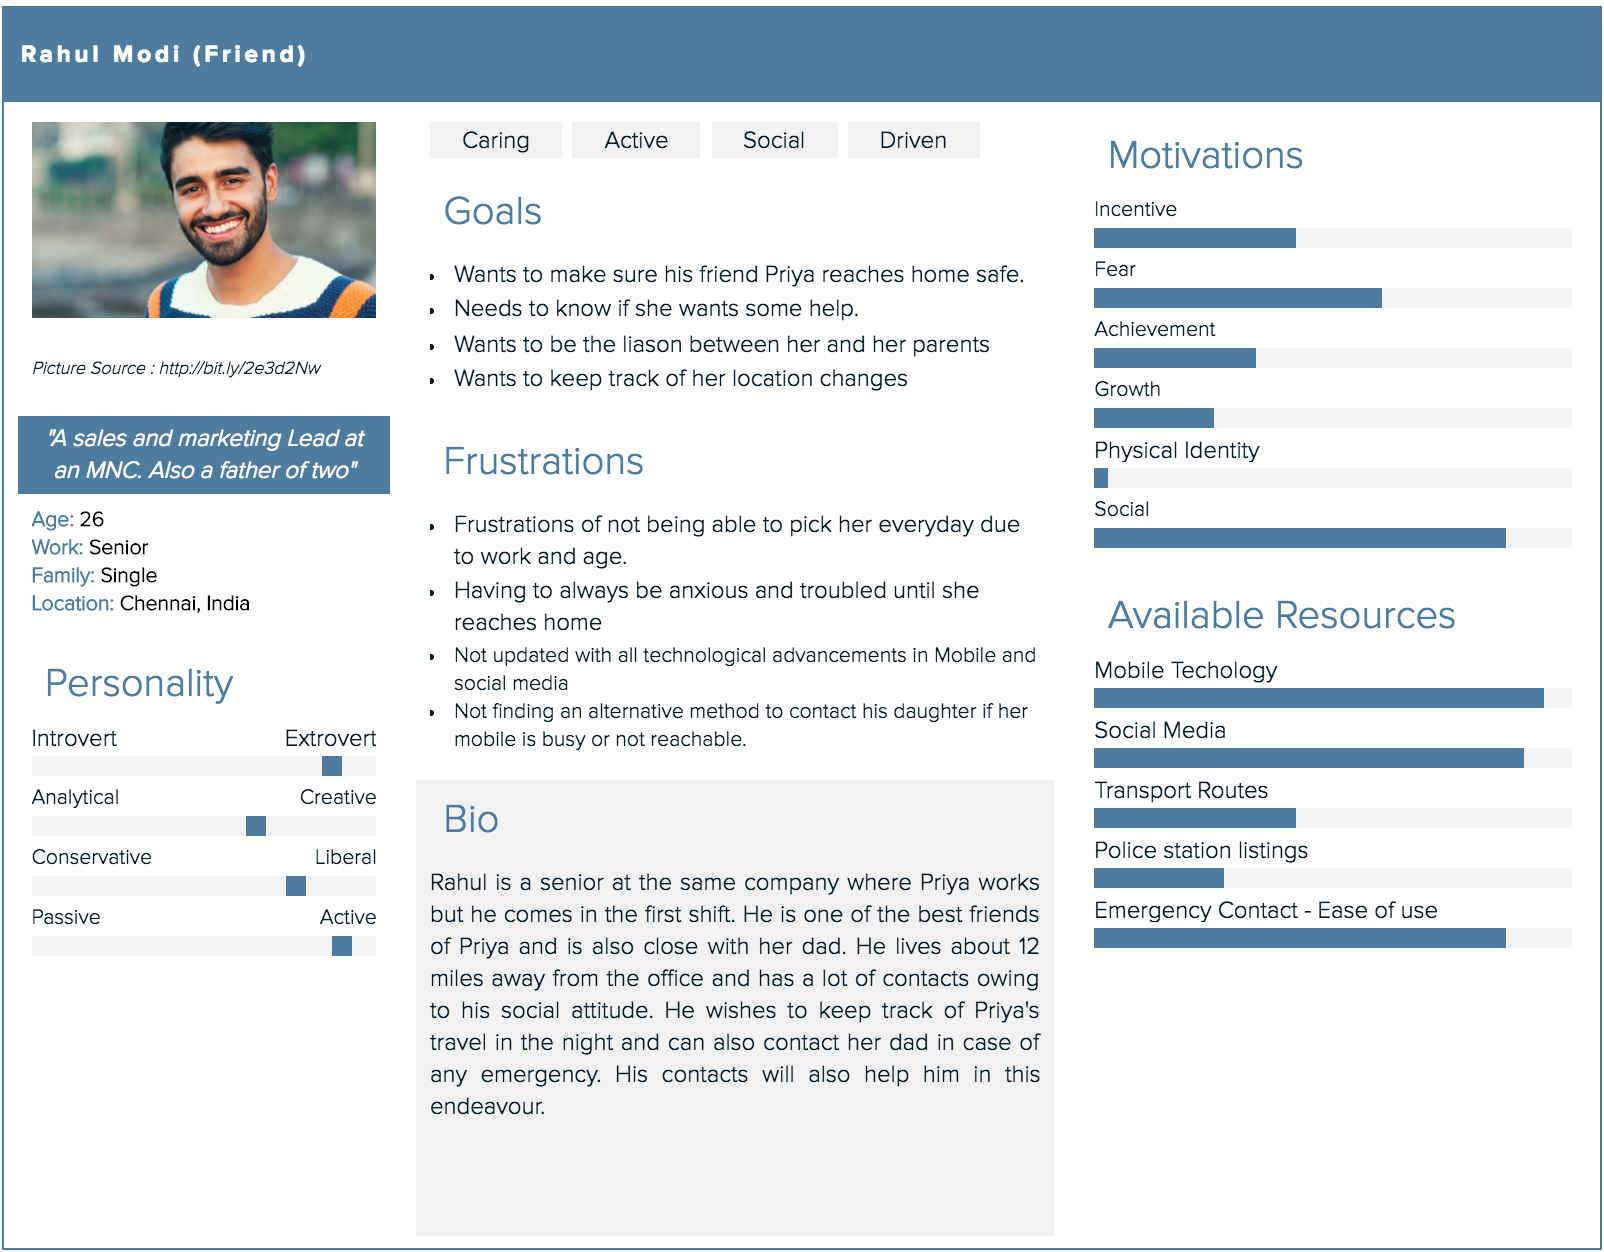 Rahul Modi (Friend)
Picture Source : http://bit.ly/2e3d2Nw
"A sales and marketing Lead at
an MNC. Also a father of two"
Age: 26
Work: Senior
Family: Single
Location: Chennai, India
Personality
Introvert Extrovert
Analytical Creative
Conservative Liberal
Passive Active
Caring Active Social Driven
Goals
Wants to make sure his friend Priya reaches home safe.
Needs to know if she wants some help.
Wants to be the liason between her and her parents
Wants to keep track of her location changes
Frustrations
Frustrations of not being able to pick her everyday due
to work and age.
Having to always be anxious and troubled until she
reaches home
Not updated with all technological advancements in Mobile and
social media
Not finding an alternative method to contact his daughter if her
mobile is busy or not reachable.
Bio
Rahul is a senior at the same company where Priya works
but he comes in the first shift. He is one of the best friends
of Priya and is also close with her dad. He lives about 12
miles away from the office and has a lot of contacts owing
to his social attitude. He wishes to keep track of Priya's
travel in the night and can also contact her dad in case of
any emergency. His contacts will also help him in this
endeavour.
Motivations
Incentive
Fear
Achievement
Growth
Physical Identity
Social
Available Resources
Mobile Techology
Social Media
Transport Routes
Police station listings
Emergency Contact - Ease of use